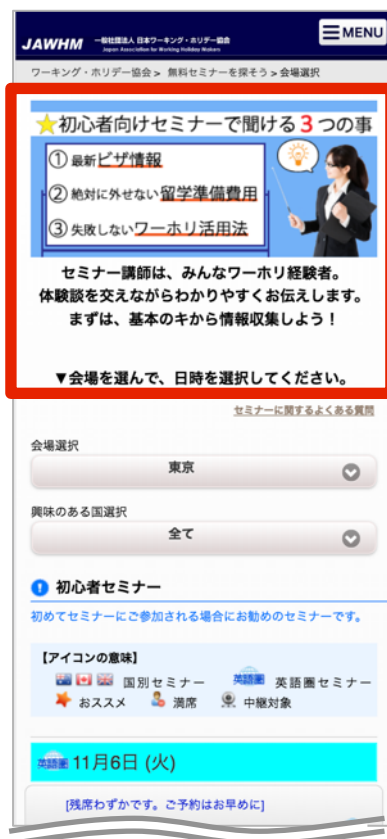 JAWHM 一般社団法人 日本ワーキング・ホリデー協会
Japan Association for Working Holiday Makers
MENU
ワーキング・ホリデー協会 > 無料セミナーを探そう > 会場選択
初心者向けセミナーで聞ける3つの事
① 最新ビザ情報
② 絶対に外せない留学準備費用
③ 失敗しないワーホリ活用法
セミナー講師は、みんなワーホリ経験者。
体験談を交えながらわかりやすくお伝えします。
まずは、基本のキから情報収集しよう！
▼会場を選んで、日時を選択してください。
セミナーに関するよくある質問
会場選択
東京
興味のある国選択
全て
初心者セミナー
初めてセミナーにご参加される場合にお勧めのセミナーです。
【アイコンの意味】
国別セミナー 英語圏 英語圏セミナー
おススメ 満席 中継対象
英語圏 11月6日 (火)
[残席わずかです。ご予約はお早めに]